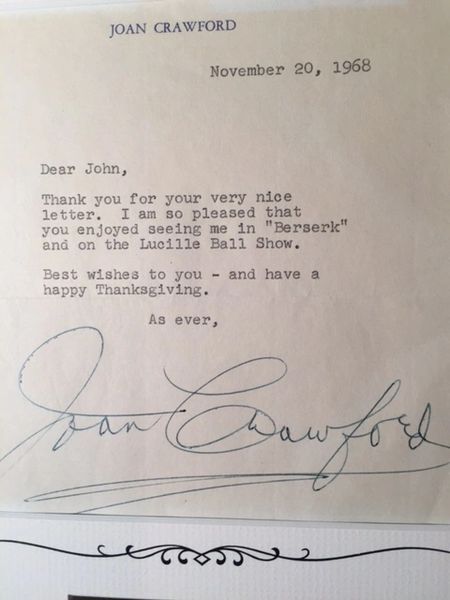 JOAN CRAWFORD
November 20, 1968
Dear John,
Thank you for your very nice
letter. I am so pleased that
you enjoyed seeing me in "Berserk"
and on the Lucille Ball Show.
Best wishes to you - and have a
happy Thanksgiving.
As ever,
Joan Crawford